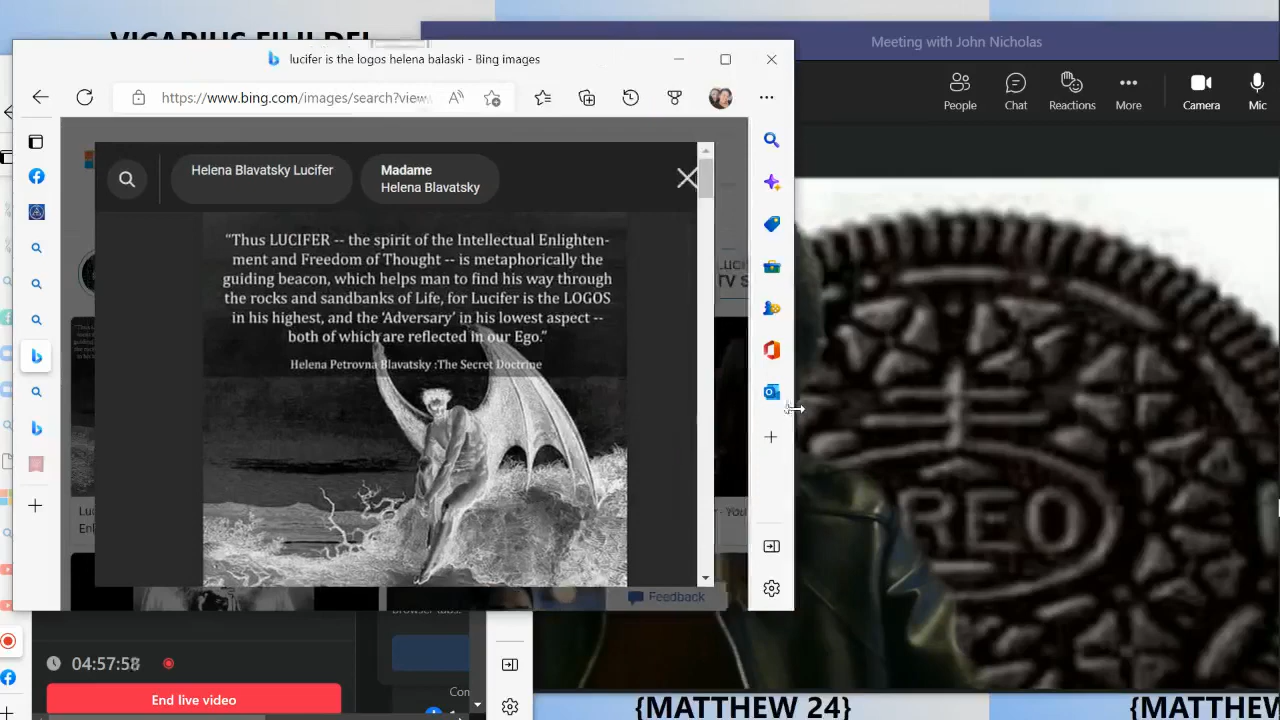 VICARIUS FILII DEI
Meeting with John Nicholas
lucifer is the logos helena balaski - Bing images
People
Chat
Reactions
More
Camera
Mic
https://www.bing.com/images/search?view
Helena Blavatsky Lucifer
Madame
Helena Blavatsky
“Thus LUCIFER -- the spirit of the Intellectual Enlighten-
ment and Freedom of Thought -- is metaphorically the
guiding beacon, which helps man to find his way through
the rocks and sandbanks of Life, for Lucifer is the LOGOS
in his highest, and the ‘Adversary’ in his lowest aspect --
both of which are reflected in our Ego.”
Helena Petrovna Blavatsky :The Secret Doctrine
REO
Feedback
04:57:58
End live video
{MATTHEW 24}
{MATTHEW